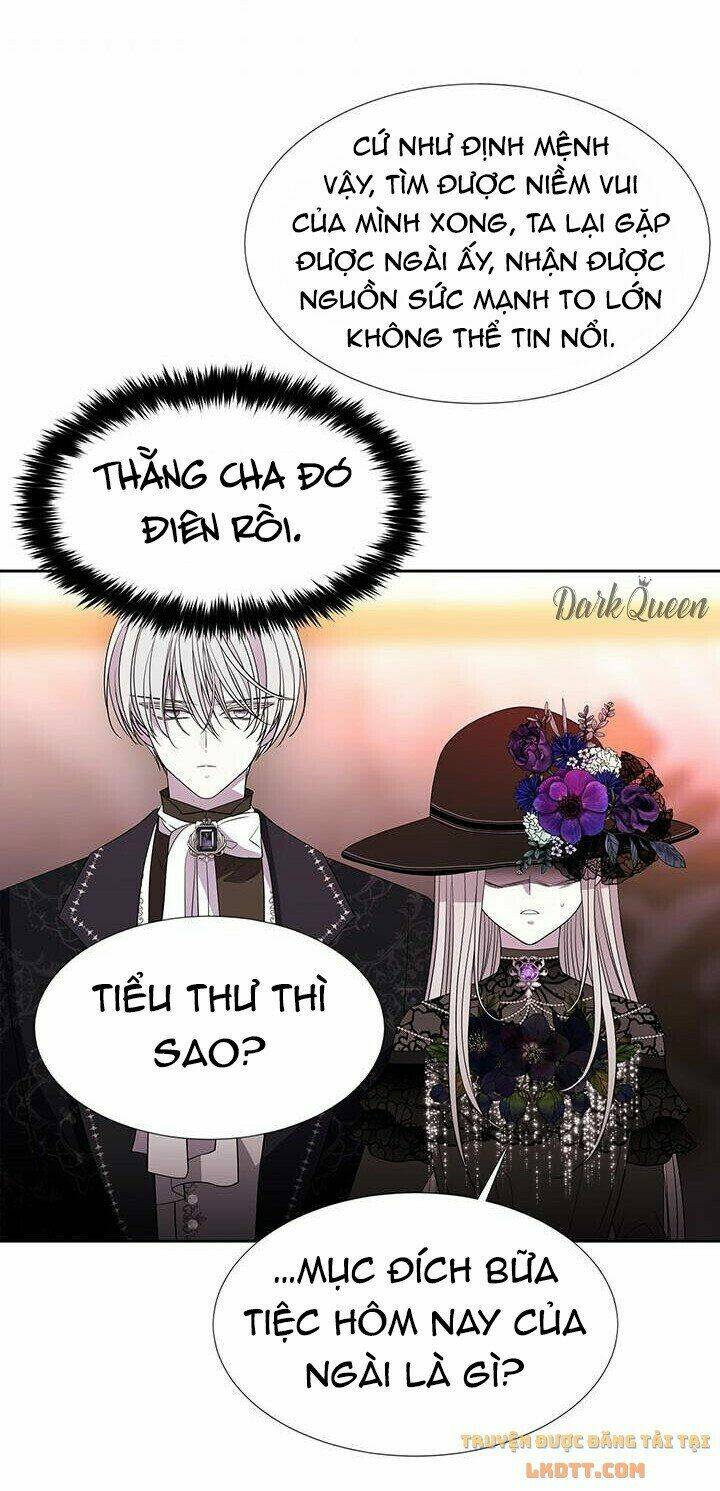 CỨ NHƯ ĐỊNH MỆNH
VẬY, TÌM ĐƯỢC NIỀM VUI
CỦA MÌNH XONG, TA LẠI GẶP
ĐƯỢC NGÀI ẤY, NHẬN ĐƯỢC
NGUỒN SỨC MẠNH TO LỚN
KHÔNG THỂ TIN NỔI.
THẰNG CHA ĐÓ
ĐIÊN RỒI.
DarkQueen
TIỂU THƯ THÌ
SAO?
...MỤC ĐÍCH BỮA
TIỆC HÔM NAY CỦA
NGÀI LÀ GÌ?
TRUYỆN ĐƯỢC ĐĂNG TẢI TẠI
LKDTT.COM